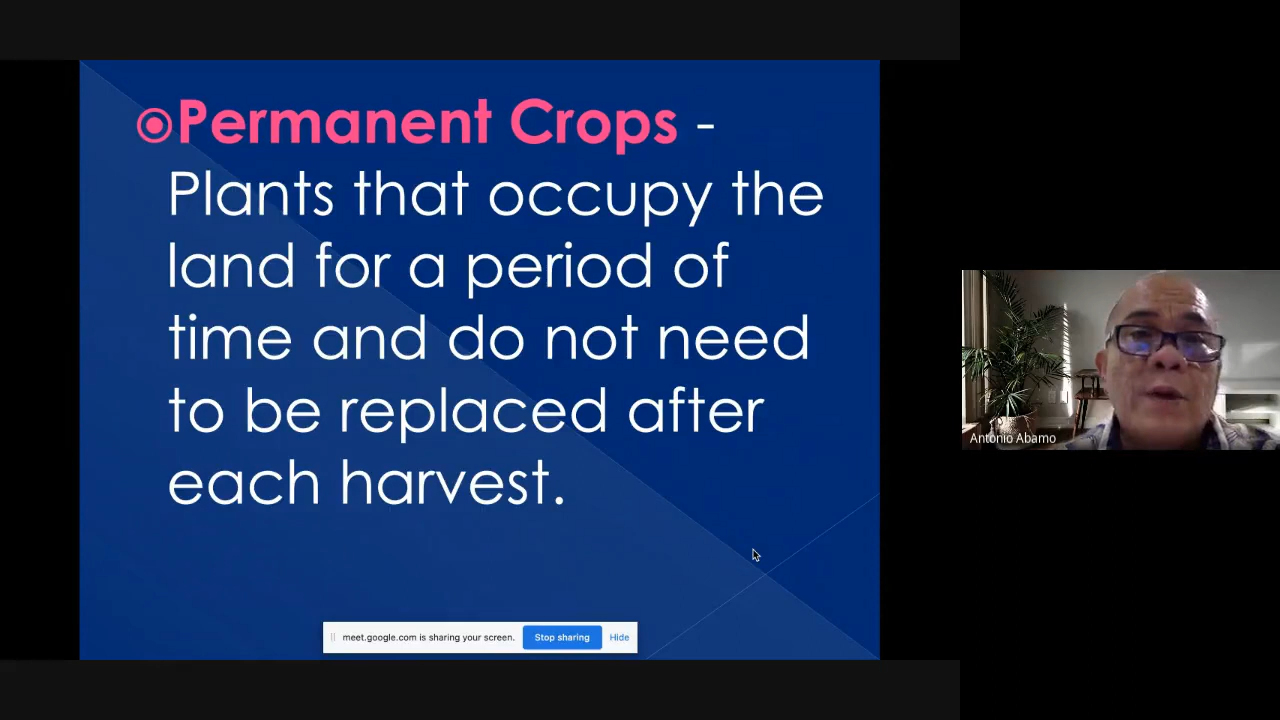 Permanent Crops -
Plants that occupy the
land for a period of
time and do not need
to be replaced after
each harvest.
meet.google.com is sharing your screen. Stop sharing Hide
Antonio Abamo